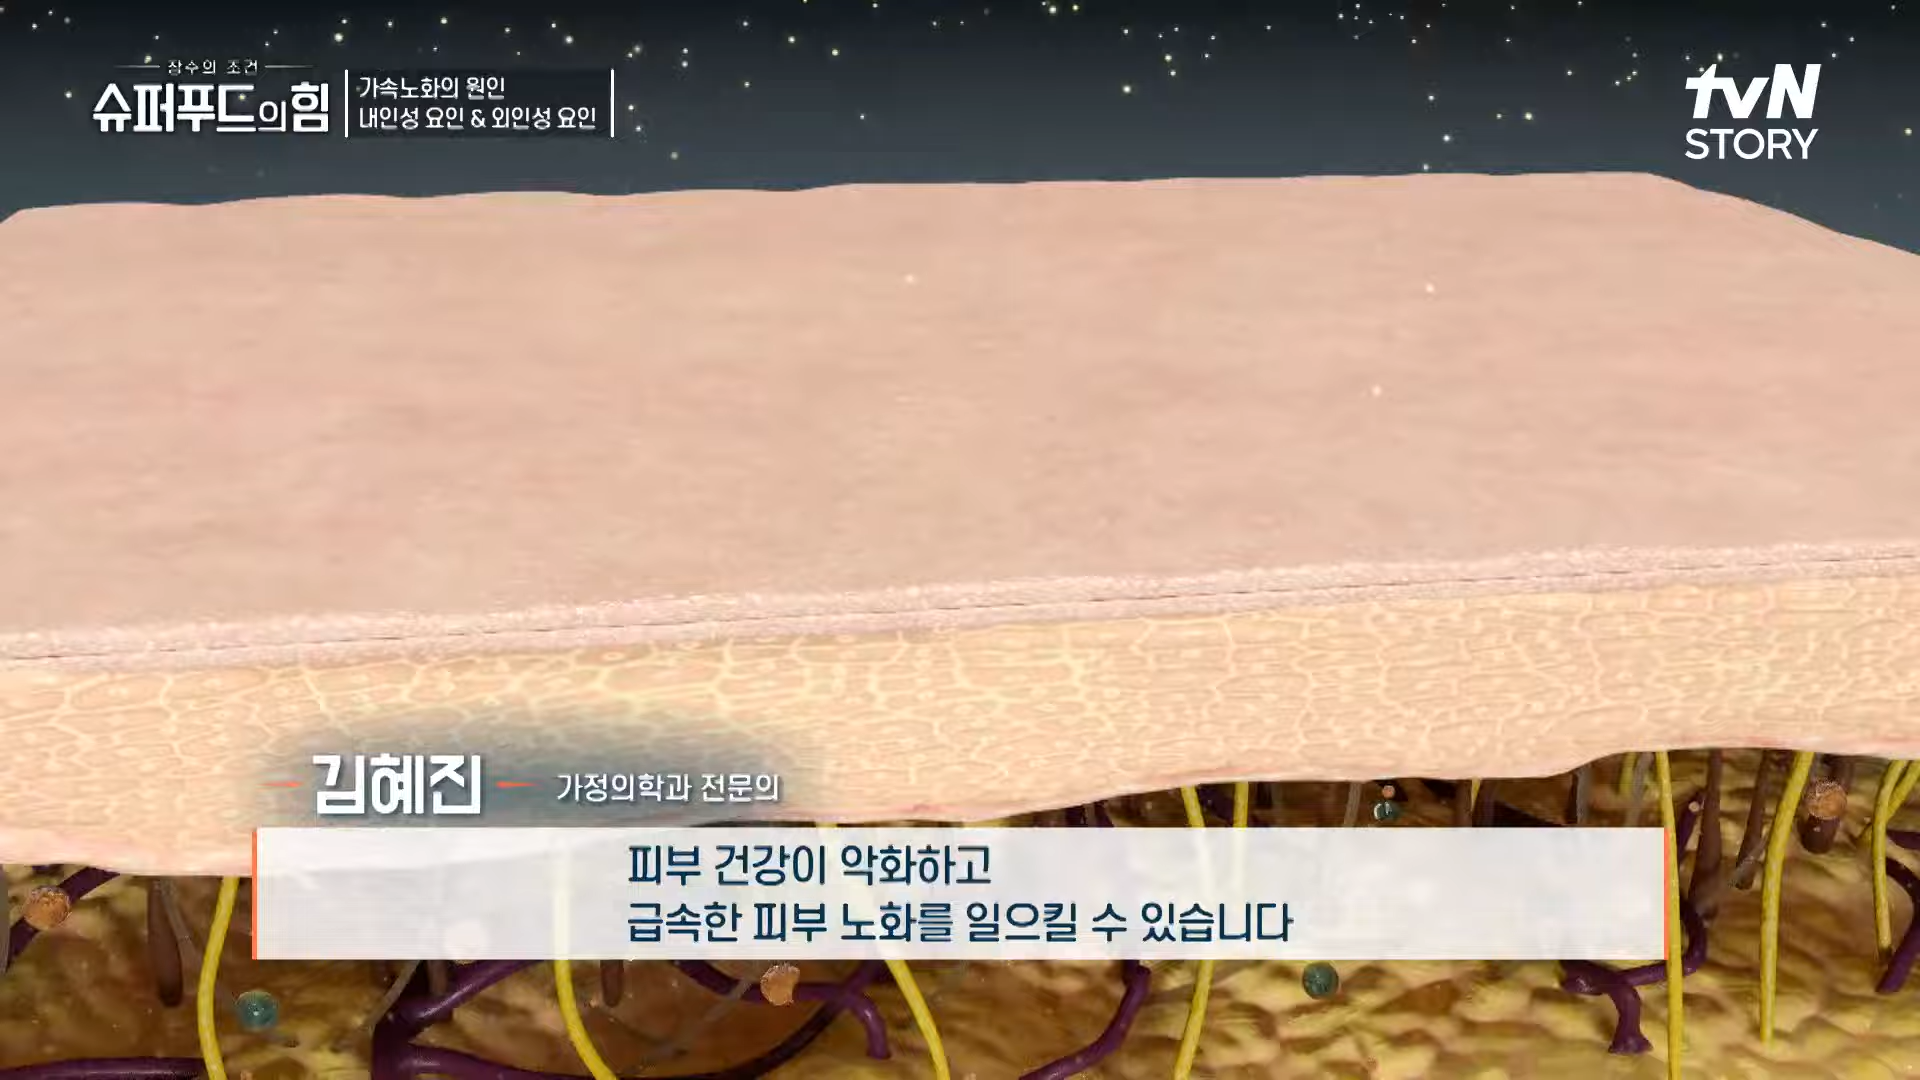 장수의 조건
슈퍼푸드의 힘
가속노화의 원인
내인성 요인 & 외인성 요인
tvN
STORY
김혜진 가정의학과 전문의
피부 건강이 악화하고
급속한 피부 노화를 일으킬 수 있습니다